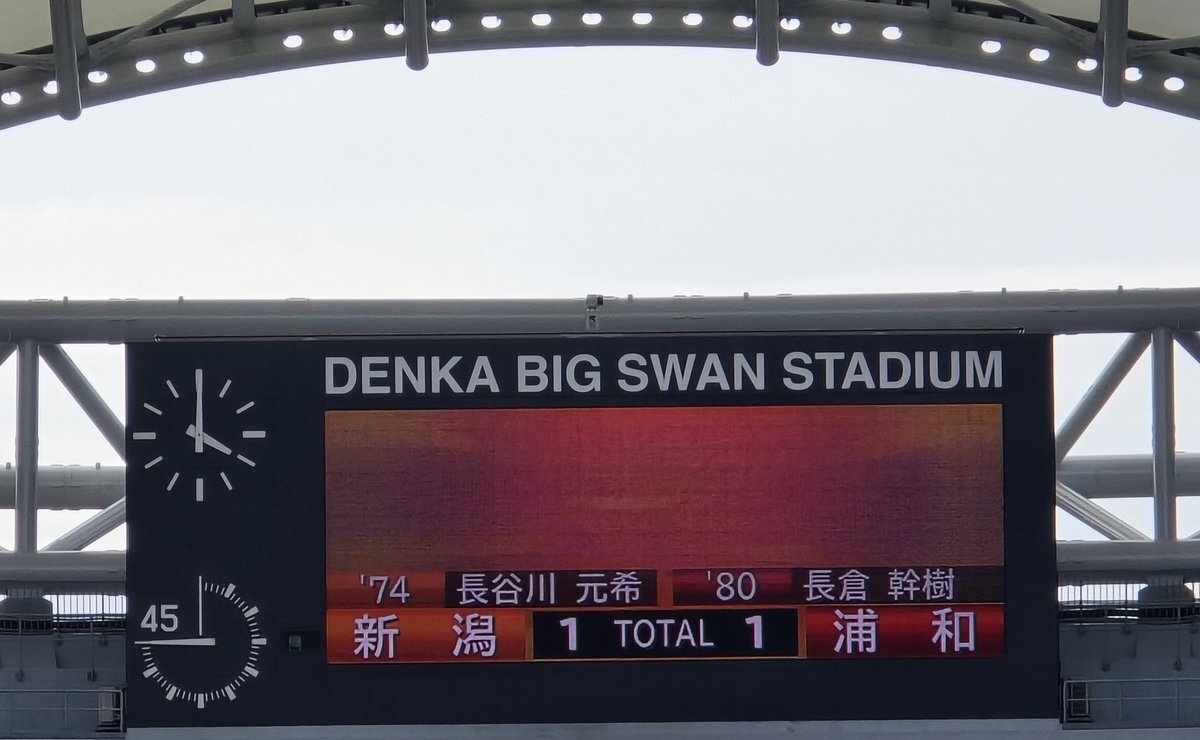 DENKA BIG SWAN STADIUM
'74 長谷川 元希 '80 長倉 幹樹
45
新潟 1 TOTAL 1 浦和